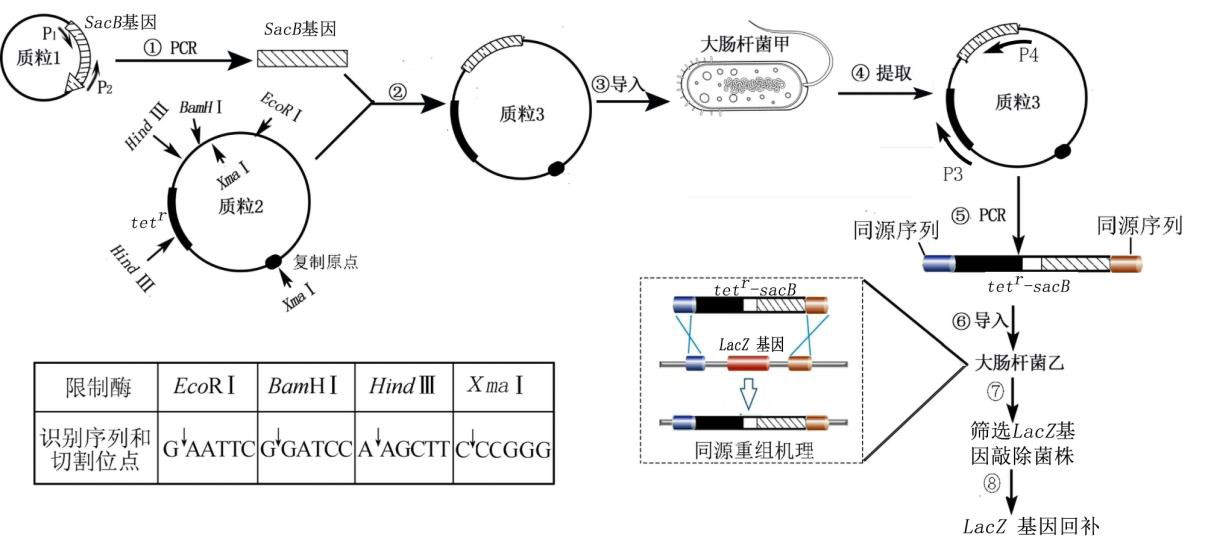 SacB基因
P1
质粒1
P2
① PCR
SacB基因
②
质粒3
③导入
大肠杆菌甲
④ 提取
P4
质粒3
P3
Hind III
BamH I
EcoR I
Xma I
质粒2
tetr
Hind III
复制原点
Xma I
⑤ PCR
同源序列
同源序列
tetr-sacB
⑥导入
大肠杆菌乙
⑦
筛选LacZ基
因敲除菌株
⑧
LacZ 基因回补
tetr-sacB
LacZ 基因
同源重组机理
限制酶 EcoR I BamH I Hind III Xma I
识别序列和
切割位点
G↓AATTC G↓GATCC A↓AGCTT C↓CCGGG